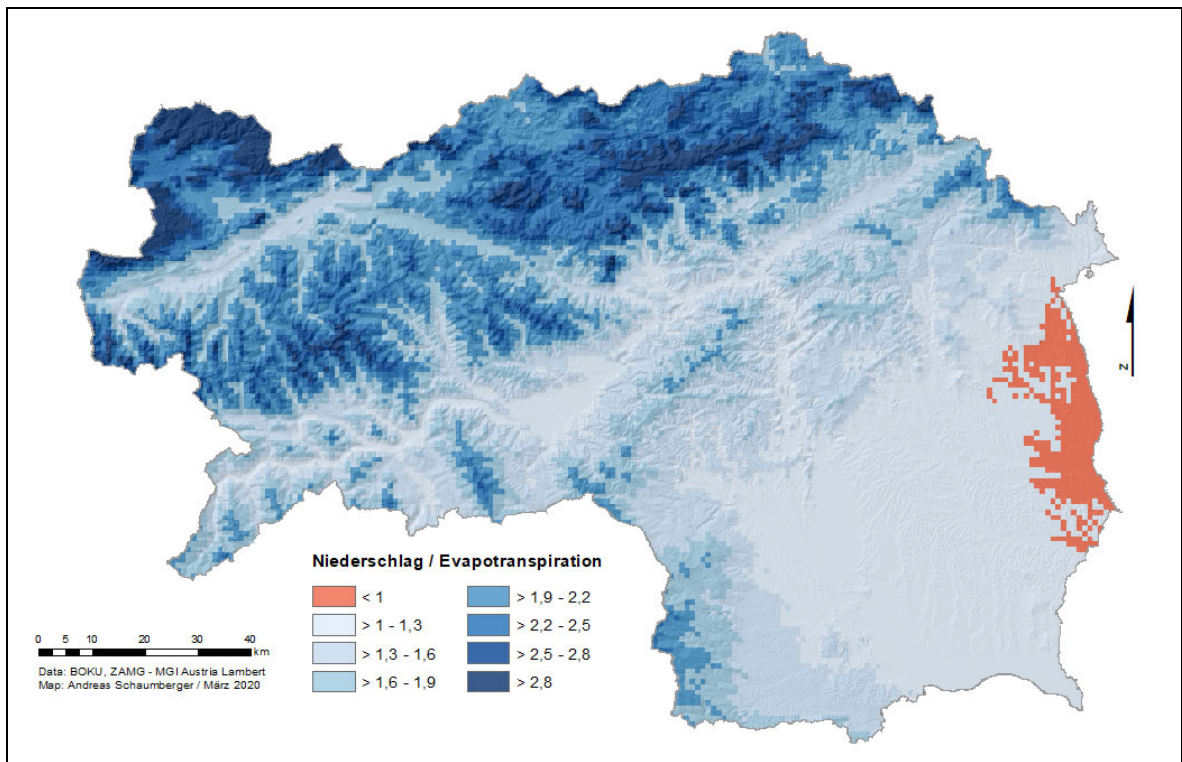 N
Niederschlag / Evapotranspiration
< 1
> 1 - 1,3
> 1,3 - 1,6
> 1,6 - 1,9
> 1,9 - 2,2
> 2,2 - 2,5
> 2,5 - 2,8
> 2,8
0 5 10 20 30 40
km
Data: BOKU, ZAMG - MGI Austria Lambert
Map: Andreas Schaumberger / März 2020